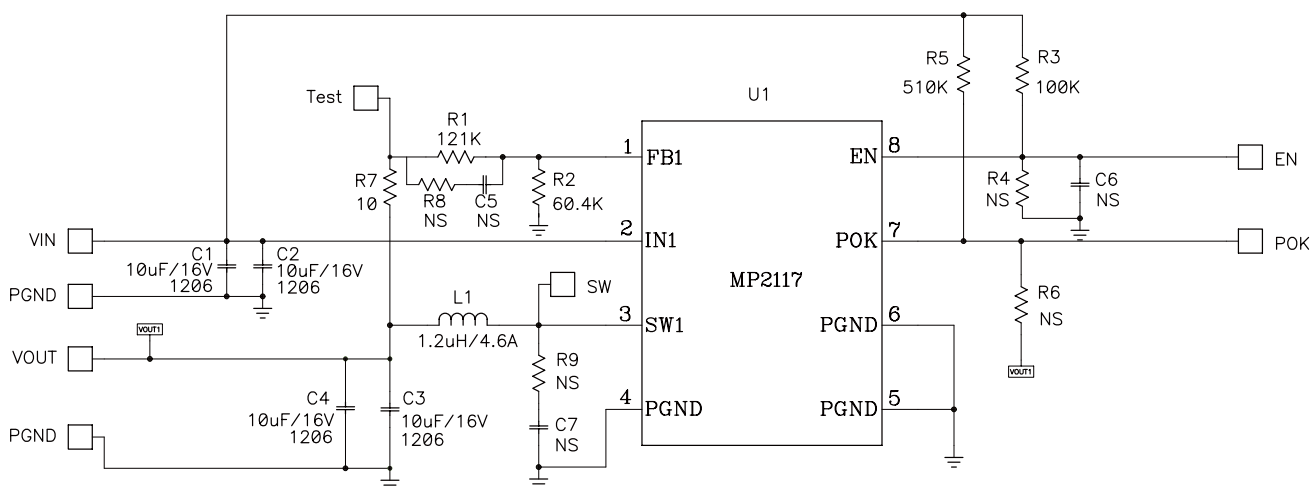 R5
510K
R3
100K
Test
U1
R1
121K
1
FB1
EN
8
EN
R7
10
R8
NS
C5
NS
R2
60.4K
R4
NS
C6
NS
VIN
2
IN1
POK
7
POK
C1
10uF/16V
1206
C2
10uF/16V
1206
PGND
MP2117
SW
L1
1.2uH/4.6A
3
SW1
PGND
6
R6
NS
VOUT1
VOUT
R9
NS
VOUT1
C4
10uF/16V
1206
C3
10uF/16V
1206
4
PGND
PGND
5
C7
NS
PGND